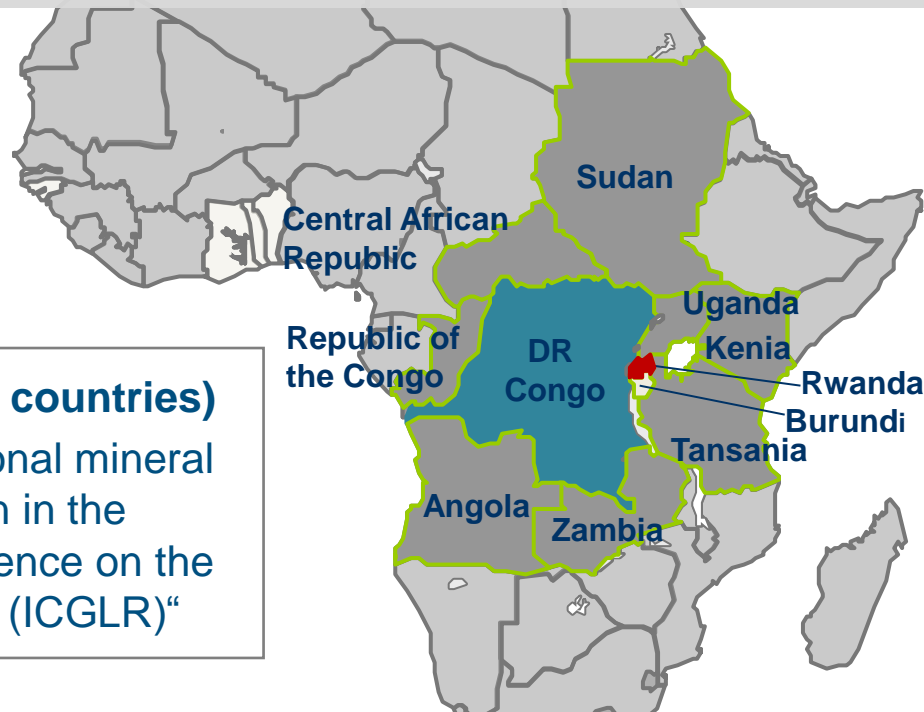 Sudan
Central African
Republic
Uganda
Republic of
the Congo
DR
Congo
Kenia
Rwanda
Burundi
Tansania
Angola
Zambia
countries)
onal mineral
n in the
ence on the
(ICGLR)“